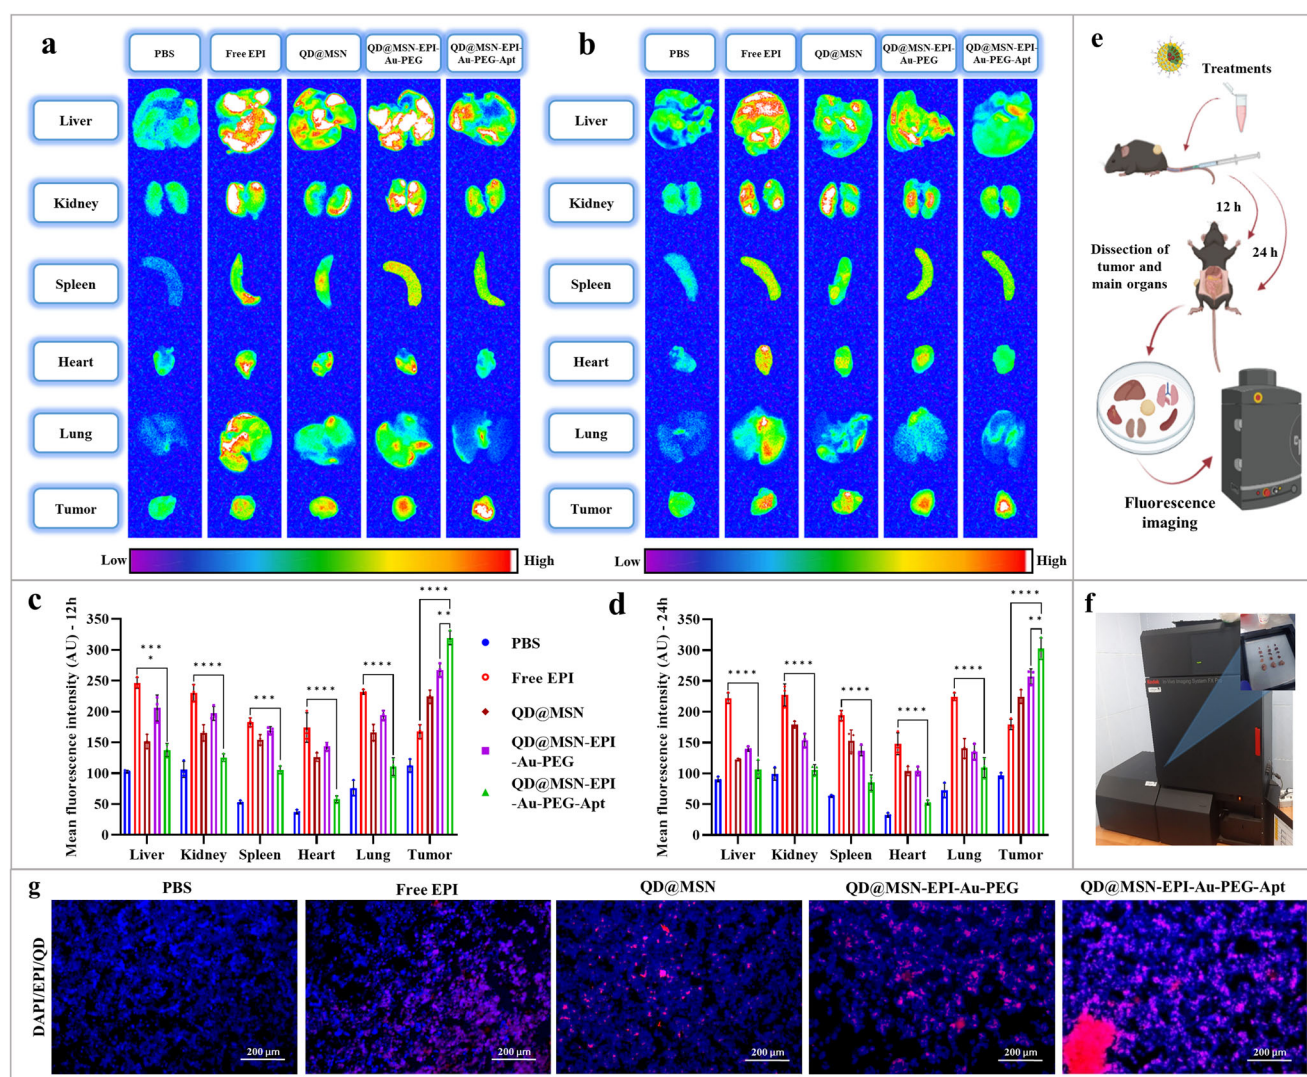 a
PBS
Free EPI
QD@MSN
QD@MSN-EPI-
Au-PEG
QD@MSN-EPI-
Au-PEG-Apt
Liver
Kidney
Spleen
Heart
Lung
Tumor
Low
High
b
PBS
Free EPI
QD@MSN
QD@MSN-EPI-
Au-PEG
QD@MSN-EPI-
Au-PEG-Apt
Liver
Kidney
Spleen
Heart
Lung
Tumor
Low
High
e
Treatments
12 h
24 h
Dissection of
tumor and
main organs
Fluorescence
imaging
c
Mean fluorescence intensity (AU) - 12h
350
300
250
200
150
100
50
0
***
*
****
***
****
****
****
**
Liver Kidney Spleen Heart Lung Tumor
PBS
Free EPI
QD@MSN
QD@MSN-EPI
-Au-PEG
QD@MSN-EPI
-Au-PEG-Apt
d
Mean fluorescence intensity (AU) - 24h
350
300
250
200
150
100
50
0
****
****
****
****
****
****
**
Liver Kidney Spleen Heart Lung Tumor
f
g
DAPI/EPI/QD
PBS
Free EPI
QD@MSN
QD@MSN-EPI-Au-PEG
QD@MSN-EPI-Au-PEG-Apt
200 µm
200 µm
200 µm
200 µm
200 µm